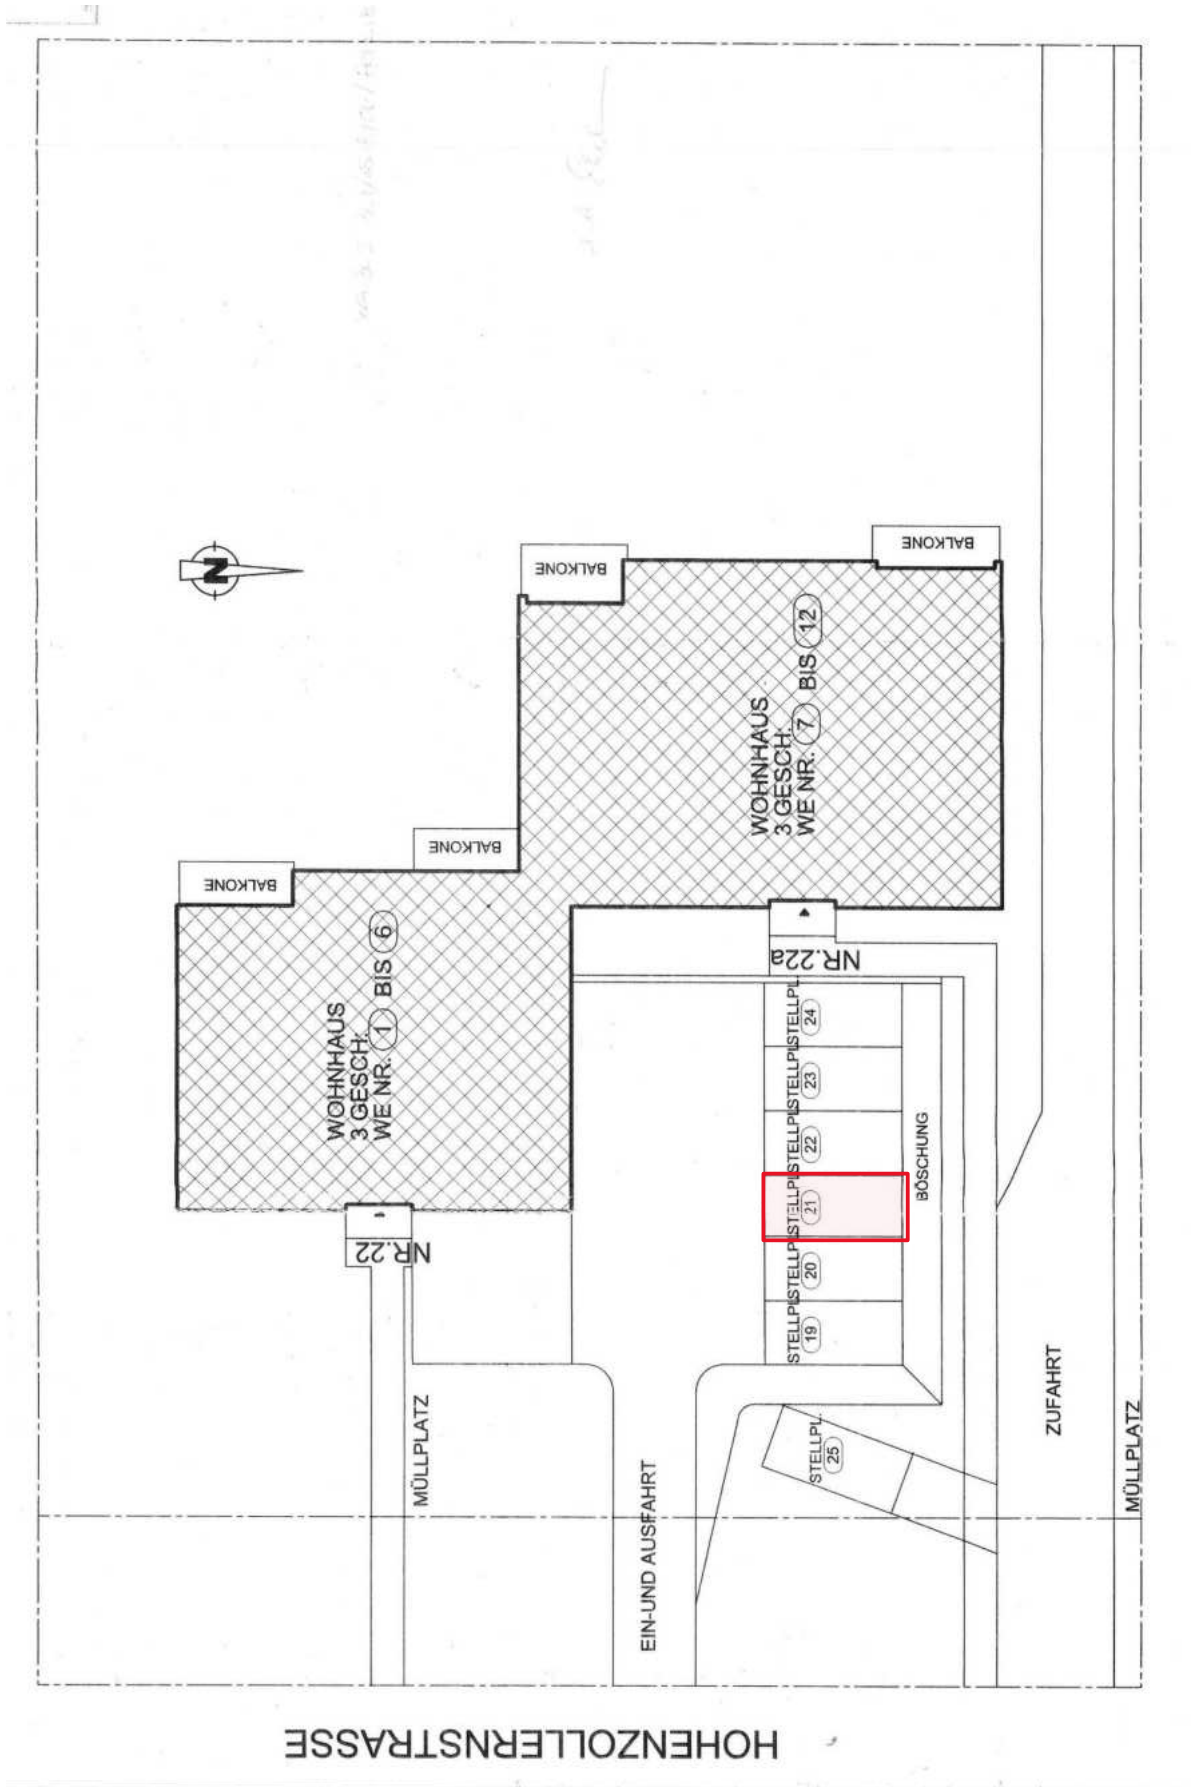 N
BALKONE
BALKONE
BALKONE
BALKONE
WOHNHAUS
3 GESCH.
WE NR. 7 BIS 12
WOHNHAUS
3 GESCH.
WE NR. 1 BIS 6
NR.22a
NR.22
STELLPL.
24
STELLPL.
23
STELLPL.
22
STELLPL.
21
STELLPL.
20
STELLPL.
19
STELLPL.
25
BÖSCHUNG
MÜLLPLATZ
EIN-UND AUSFAHRT
ZUFAHRT
MÜLLPLATZ
HOHENZOLLERNSTRASSE